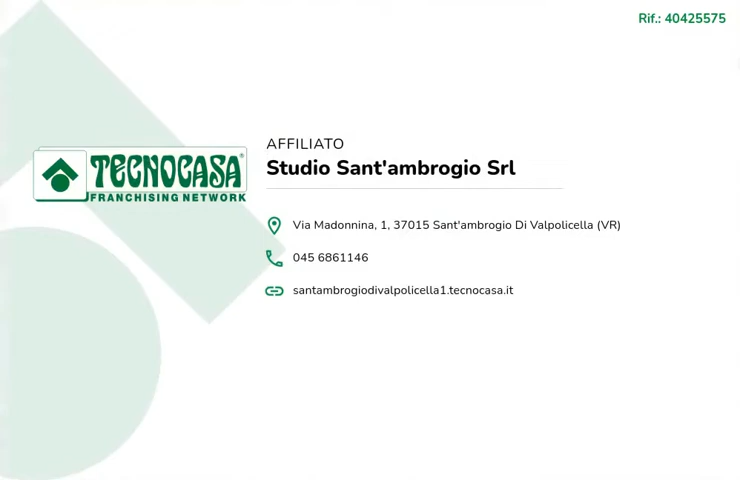 Rif.: 40425575
AFFILIATO
Studio Sant'ambrogio Srl
TECNOCASA®
FRANCHISING NETWORK
Via Madonnina, 1, 37015 Sant'ambrogio Di Valpolicella (VR)
045 6861146
santambrogiodivalpolicella1.tecnocasa.it